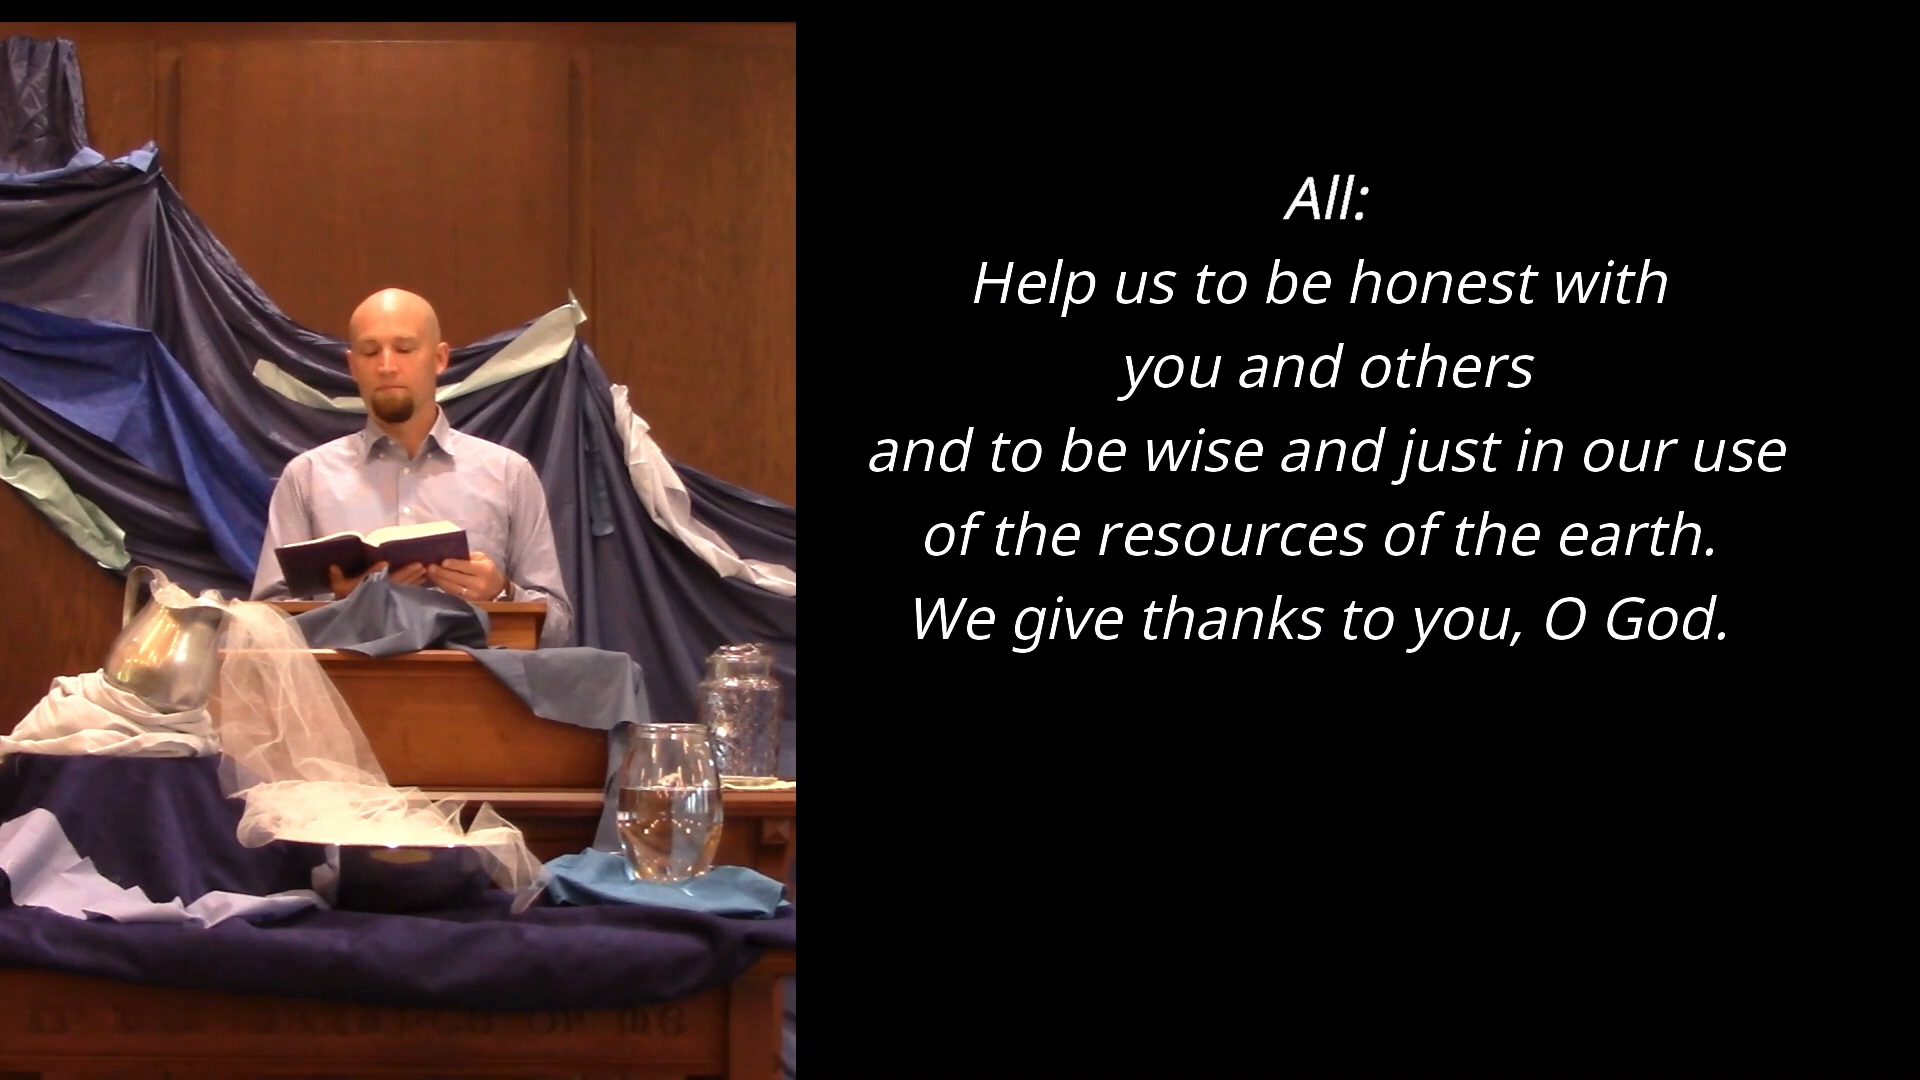 All:
Help us to be honest with
you and others
and to be wise and just in our use
of the resources of the earth.
We give thanks to you, O God.